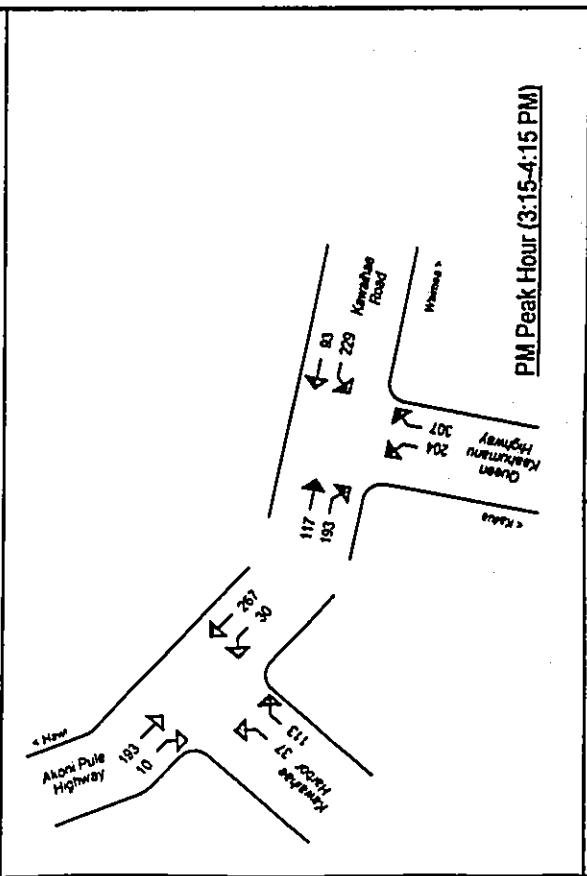 < Hawi
Akoni Pule
Highway
193
10
267
30
37
113
Kawaihae
Harbor
117
193
93
229
Kawaihae
Road
Waimea >
204
307
Queen
Kaahumanu
Highway
< Kailua
PM Peak Hour (3:15-4:15 PM)